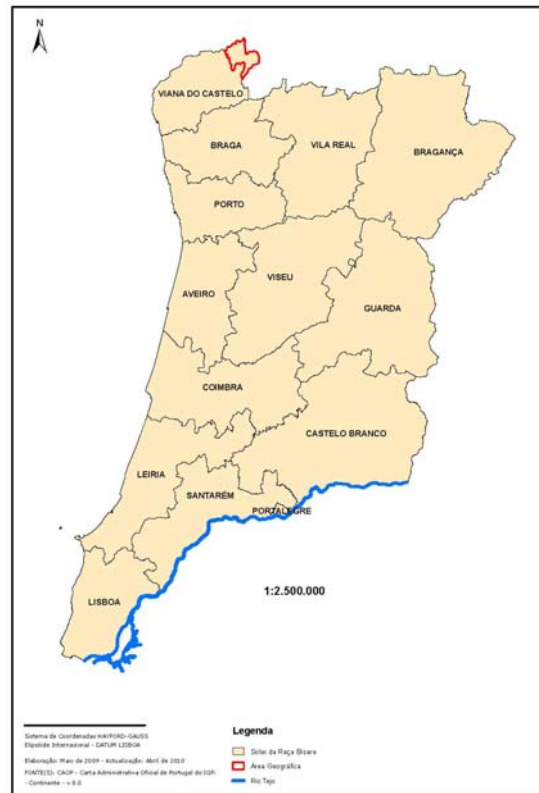 N
VIANA DO CASTELO
BRAGA
VILA REAL
BRAGANÇA
PORTO
AVEIRO
VISEU
GUARDA
COIMBRA
CASTELO BRANCO
LEIRIA
SANTARÉM
PORTALEGRE
LISBOA
1:2.500.000
Sistema de Coordenadas HAYFORD-GAUSS
Elipsóide Internacional - DATUM LISBOA
Elaboração: Maio de 2009 - Actualização: Abril de 2010
FONTE(S): CAOP - Carta Administrativa Oficial de Portugal do IGP.
- Continente - v 8.0
Legenda
Solar da Raça Bísara
Área Geográfica
Rio Tejo